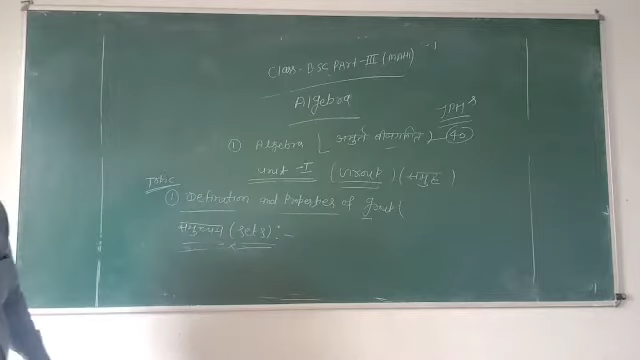 Class- B.SC PART-III (MATH)
Algebra
① Algebra [ अमूर्त बीजगणित ] - ㊵
unit -I (Group) (समूह)
Topic
① Definition and Properties of Group (
समुच्चय (sets) :-